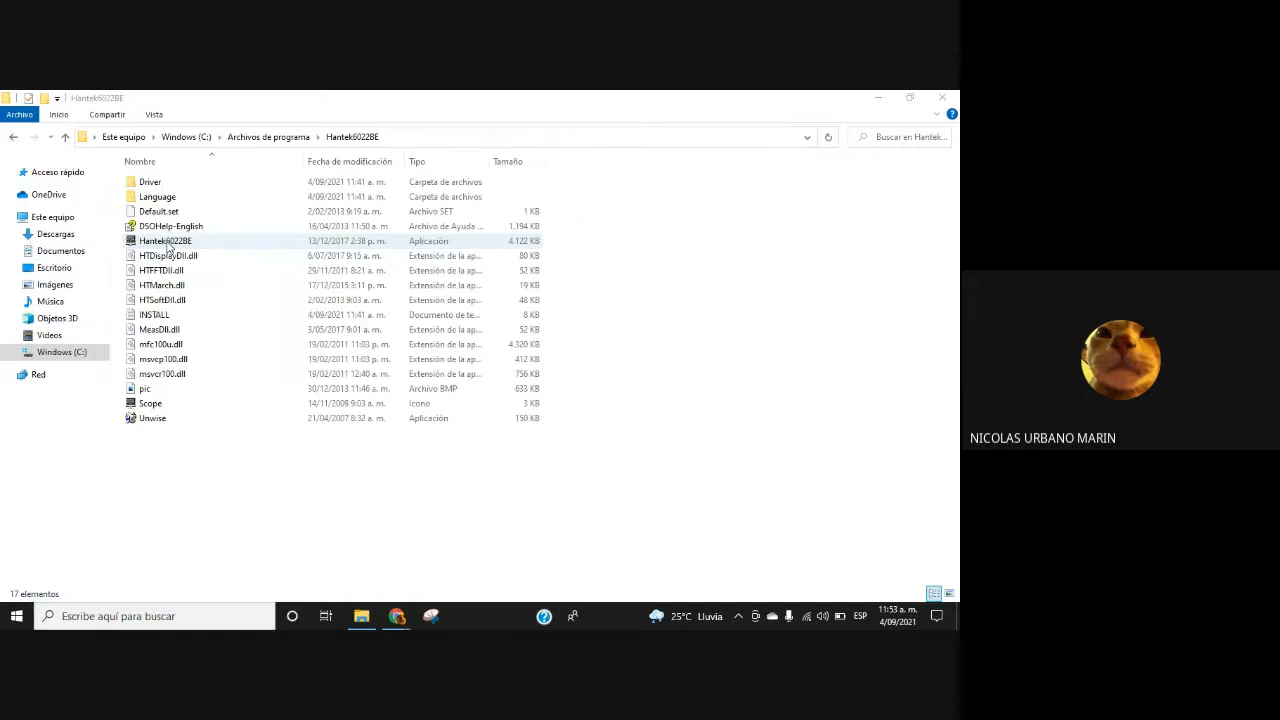 Hantek6022BE
Archivo Inicio Compartir Vista
Este equipo Windows (C:) Archivos de programa Hantek6022BE Buscar en Hantek...
Nombre Fecha de modificación Tipo Tamaño
Acceso rápido
OneDrive
Este equipo
Descargas
Documentos
Escritorio
Imágenes
Música
Objetos 3D
Videos
Windows (C:)
Red
Driver 4/09/2021 11:41 a. m. Carpeta de archivos
Language 4/09/2021 11:41 a. m. Carpeta de archivos
Default.set 2/02/2013 9:19 a. m. Archivo SET 1 KB
DSOHelp-English 16/04/2013 11:50 a. m. Archivo de Ayuda ... 1.194 KB
Hantek6022BE 13/12/2017 2:38 p. m. Aplicación 4.122 KB
HTDisplayDll.dll 6/07/2017 9:15 a. m. Extensión de la ap... 80 KB
HTFFTDll.dll 29/11/2011 8:21 a. m. Extensión de la ap... 52 KB
HTMarch.dll 17/12/2015 3:11 p. m. Extensión de la ap... 19 KB
HTSoftDll.dll 2/02/2013 9:03 a. m. Extensión de la ap... 48 KB
INSTALL 4/09/2021 11:41 a. m. Documento de te... 8 KB
MeasDll.dll 3/05/2017 9:01 a. m. Extensión de la ap... 52 KB
mfc100u.dll 19/02/2011 11:03 p. m. Extensión de la ap... 4.320 KB
msvcp100.dll 19/02/2011 11:03 p. m. Extensión de la ap... 412 KB
msvcr100.dll 19/02/2011 12:40 a. m. Extensión de la ap... 756 KB
pic 30/12/2013 11:46 a. m. Archivo BMP 633 KB
Scope 14/11/2009 9:03 a. m. Icono 3 KB
Unwise 21/04/2007 8:32 a. m. Aplicación 150 KB
NICOLAS URBANO MARIN
17 elementos
Escribe aquí para buscar
25°C Lluvia
ESP
11:53 a. m.
4/09/2021